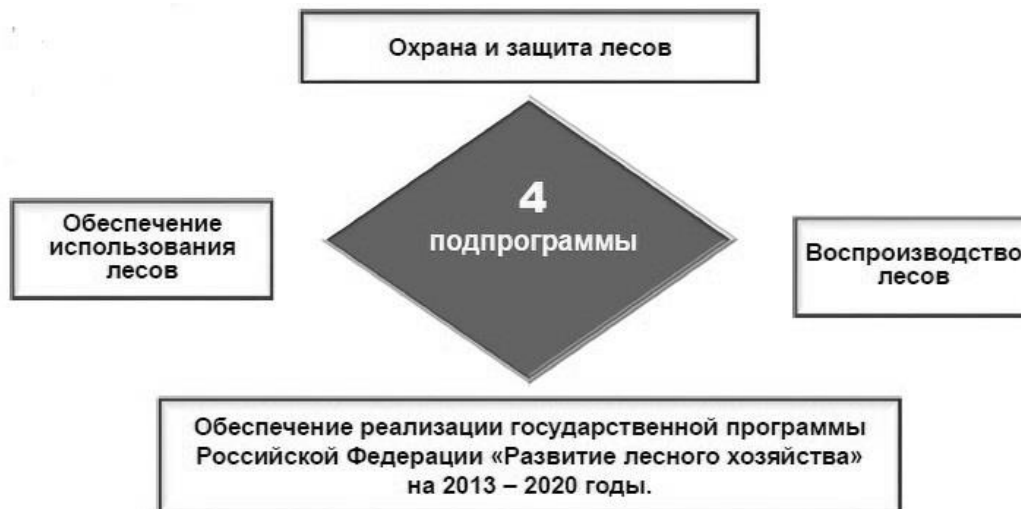 Охрана и защита лесов
4
подпрограммы
Обеспечение
использования
лесов
Воспроизводство
лесов
Обеспечение реализации государственной программы
Российской Федерации «Развитие лесного хозяйства»
на 2013 – 2020 годы.